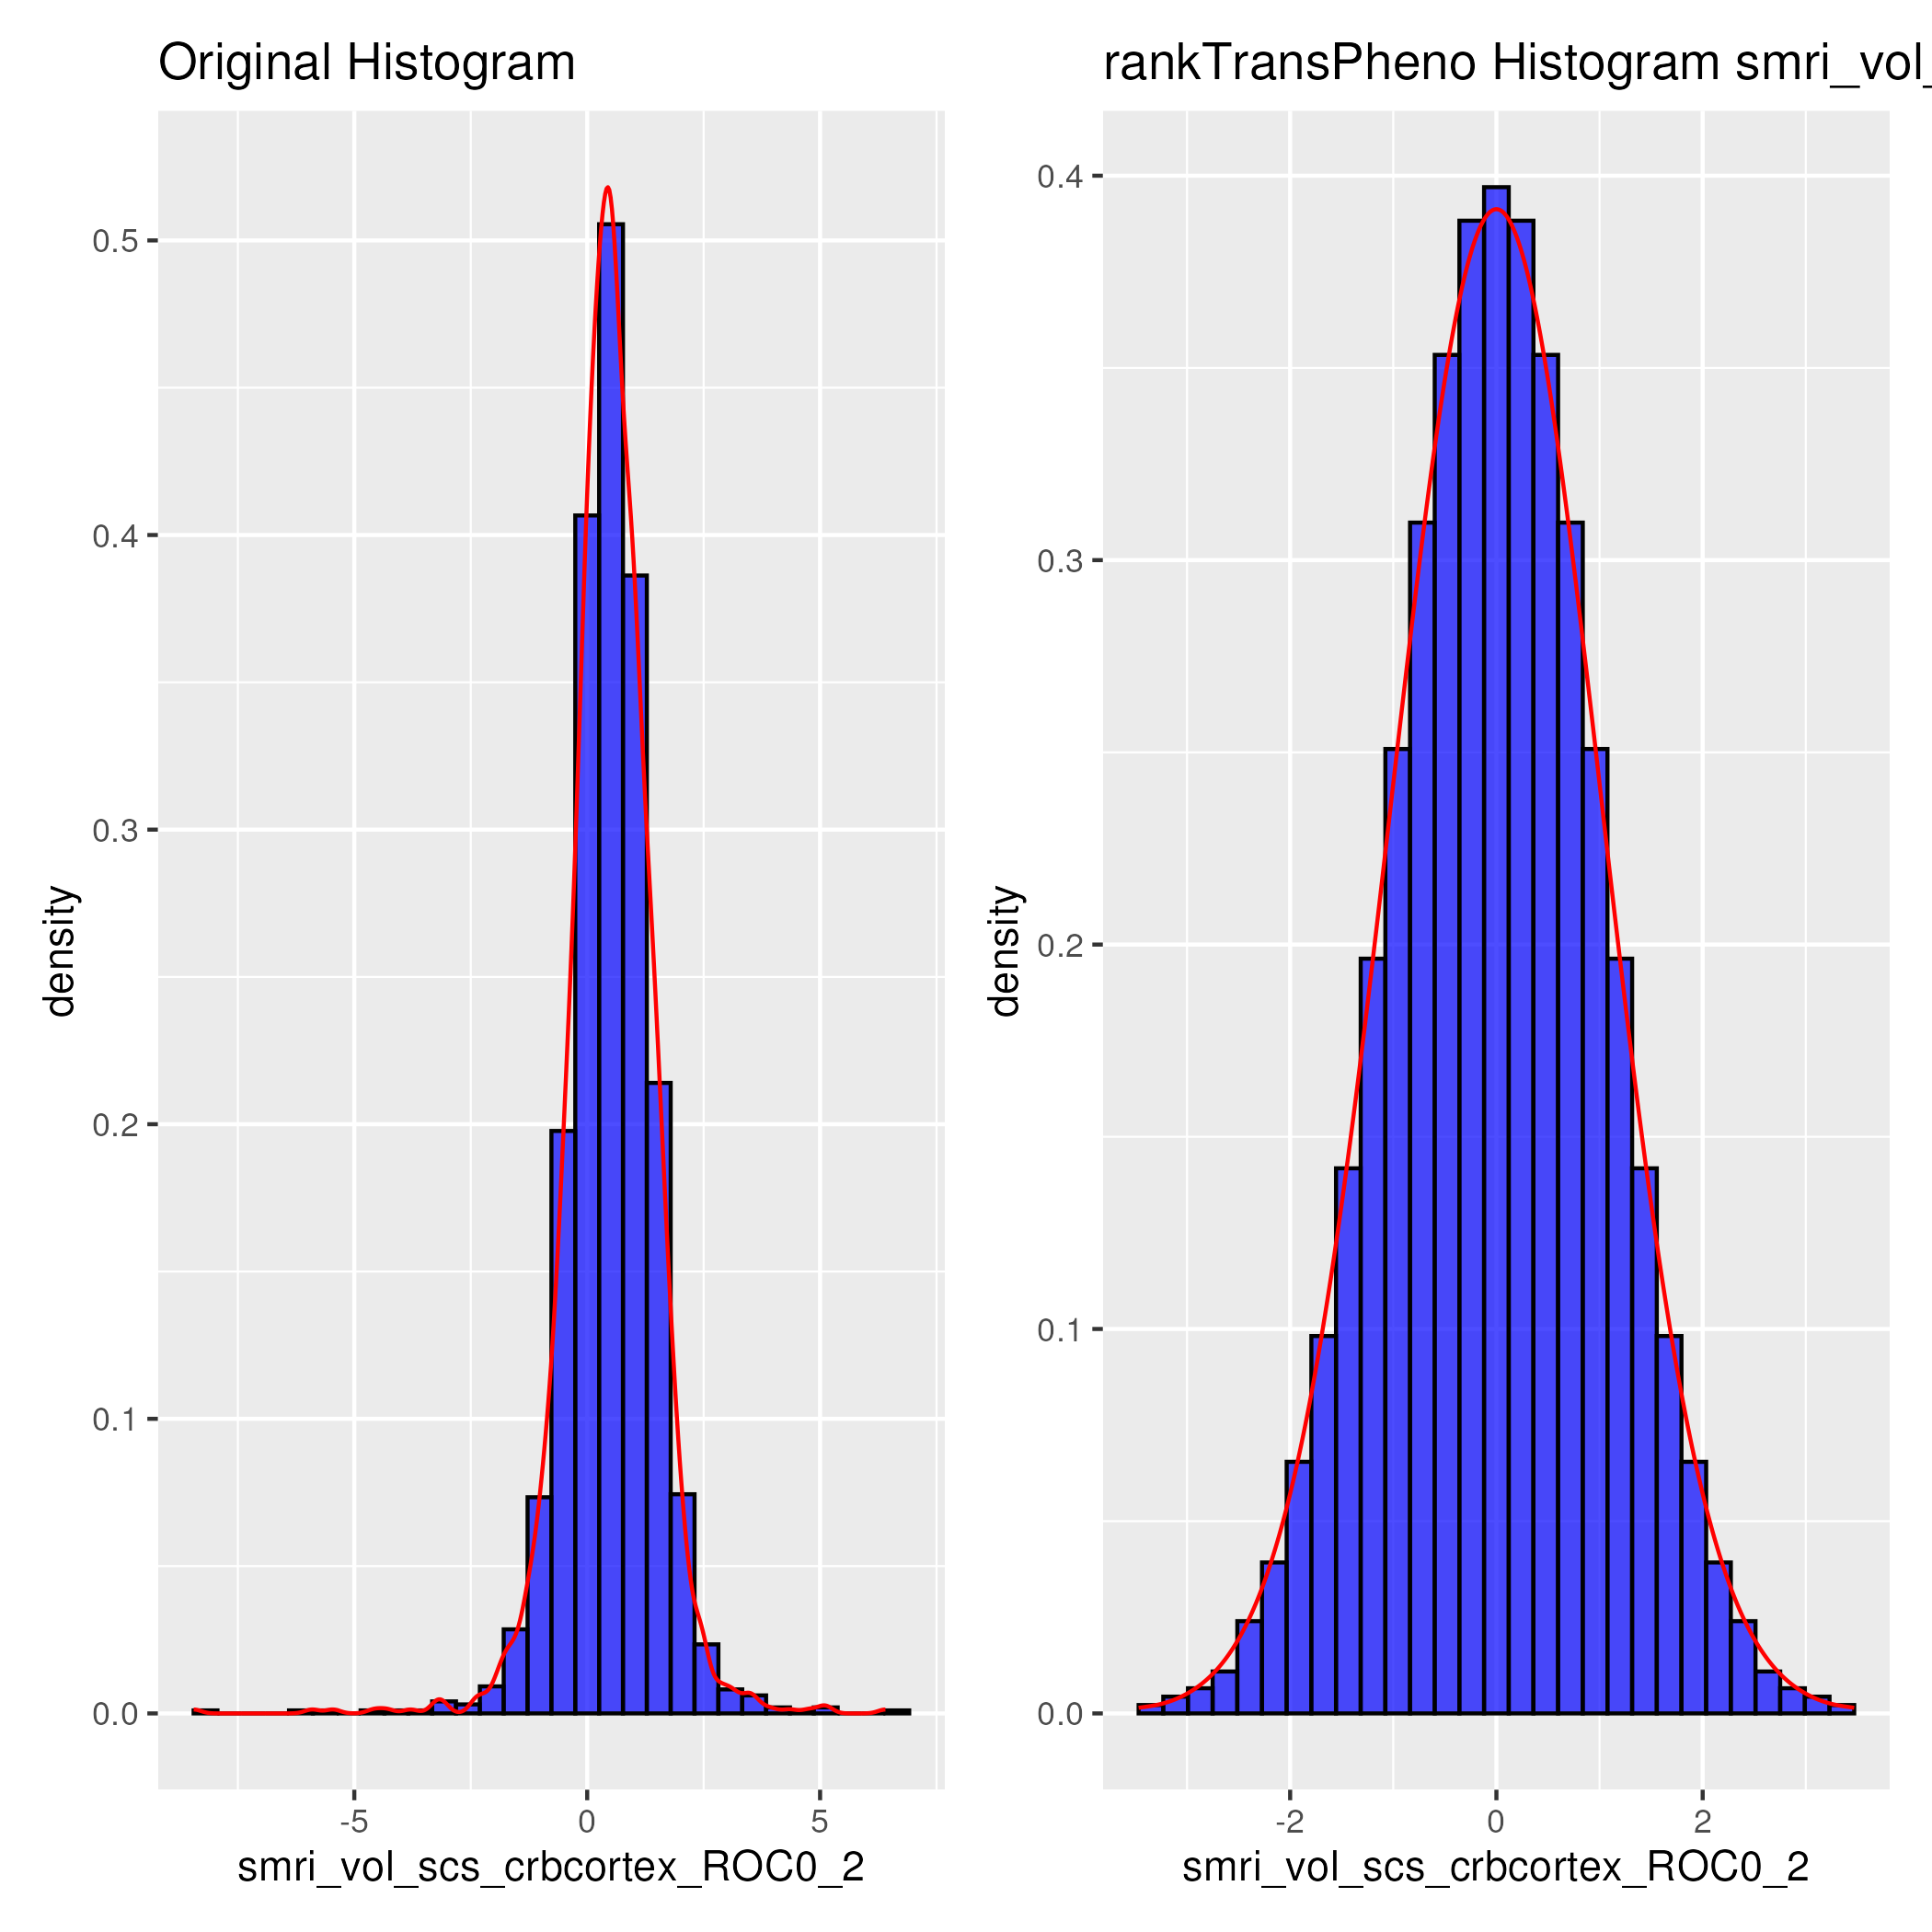 Original Histogram
density
0.5
0.4
0.3
0.2
0.1
0.0
-5 0 5
smri_vol_scs_crbcortex_ROC0_2
rankTransPheno Histogram smri_vol_
density
0.4
0.3
0.2
0.1
0.0
-2 0 2
smri_vol_scs_crbcortex_ROC0_2